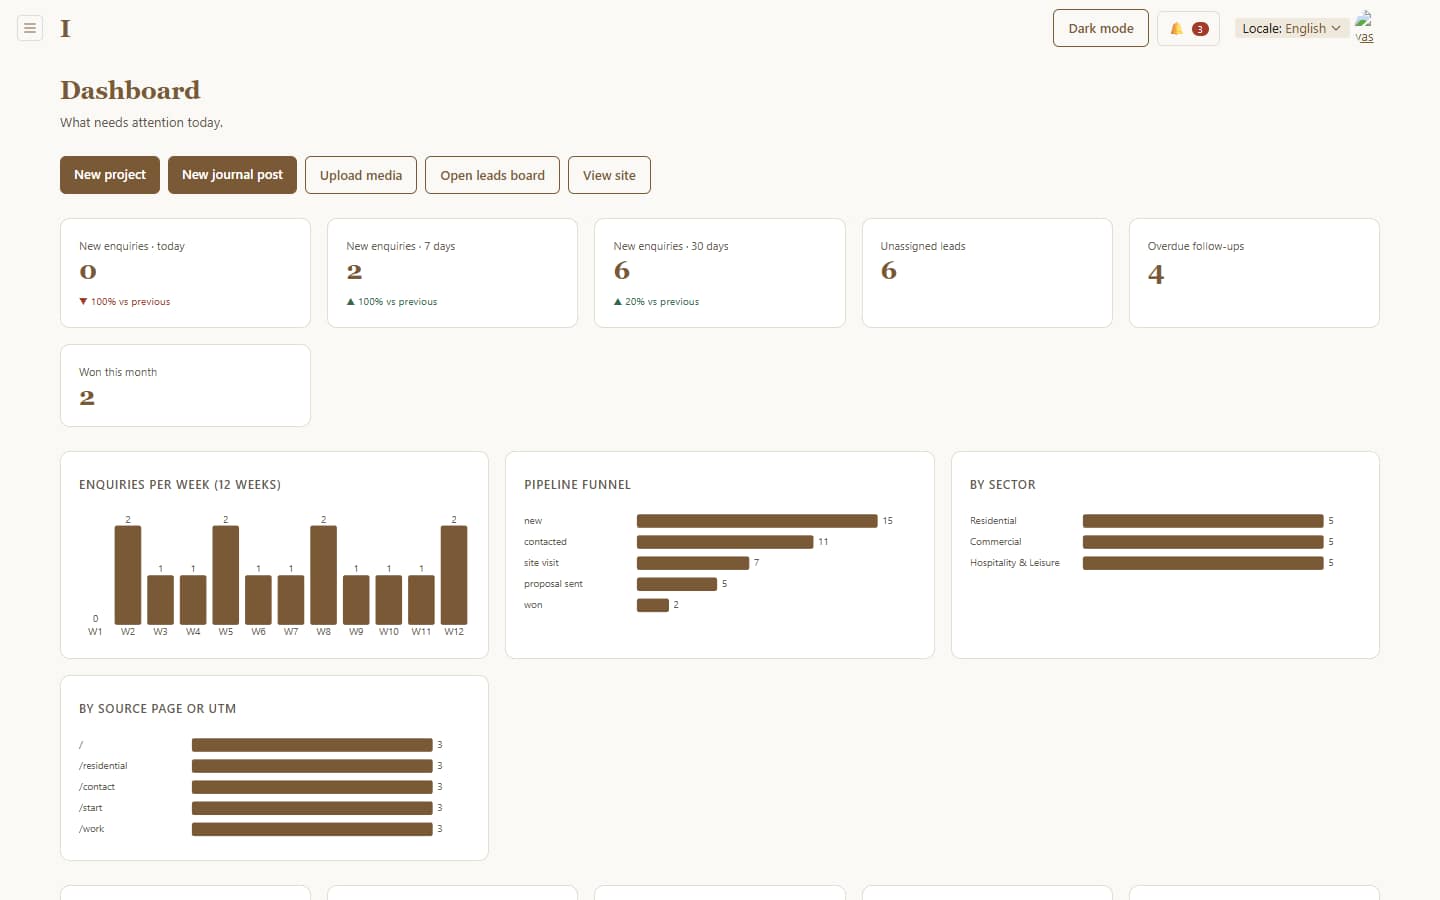 I
Dark mode
3
Locale: English
vas
Dashboard
What needs attention today.
New project
New journal post
Upload media
Open leads board
View site
New enquiries · today
0
▼ 100% vs previous
New enquiries · 7 days
2
▲ 100% vs previous
New enquiries · 30 days
6
▲ 20% vs previous
Unassigned leads
6
Overdue follow-ups
4
Won this month
2
ENQUIRIES PER WEEK (12 WEEKS)
0 2 1 1 2 1 1 2 1 1 1 2
W1 W2 W3 W4 W5 W6 W7 W8 W9 W10 W11 W12
PIPELINE FUNNEL
new 15
contacted 11
site visit 7
proposal sent 5
won 2
BY SECTOR
Residential 5
Commercial 5
Hospitality & Leisure 5
BY SOURCE PAGE OR UTM
/ 3
/residential 3
/contact 3
/start 3
/work 3